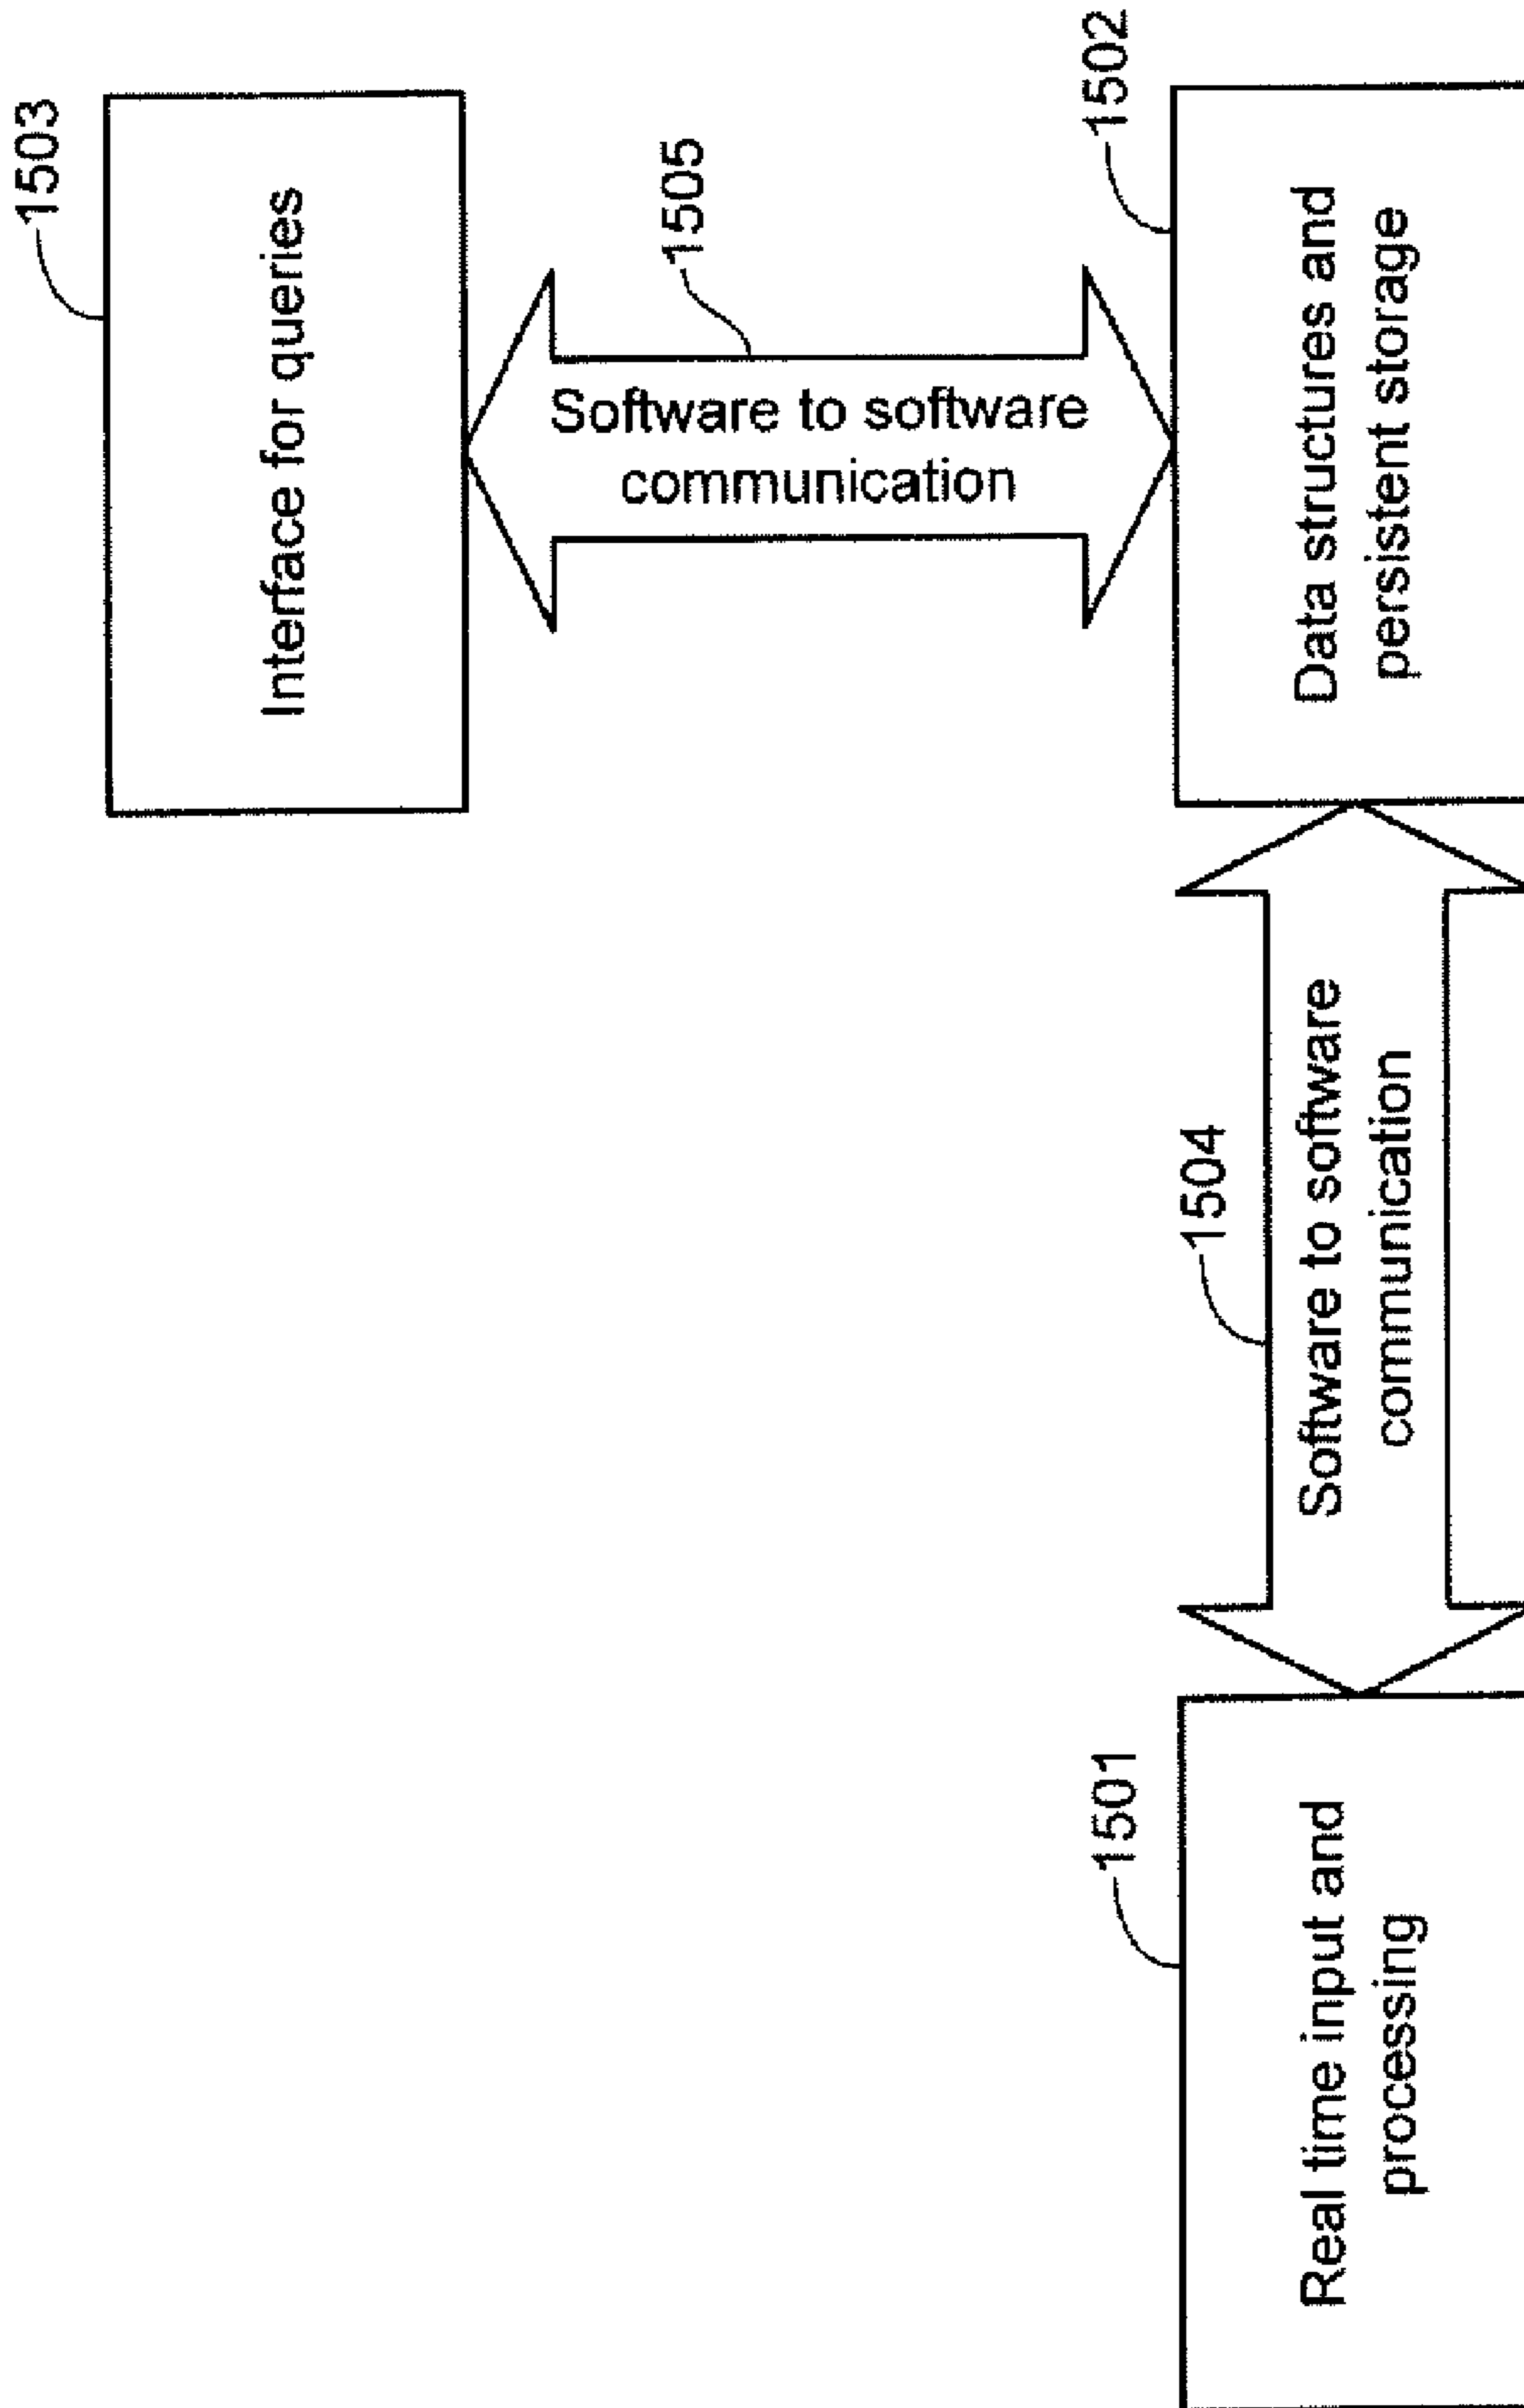 1503
Interface for queries
1505
Software to software
communication
1502
Data structures and
persistent storage
1504
Software to software
communication
1501
Real time input and
processing